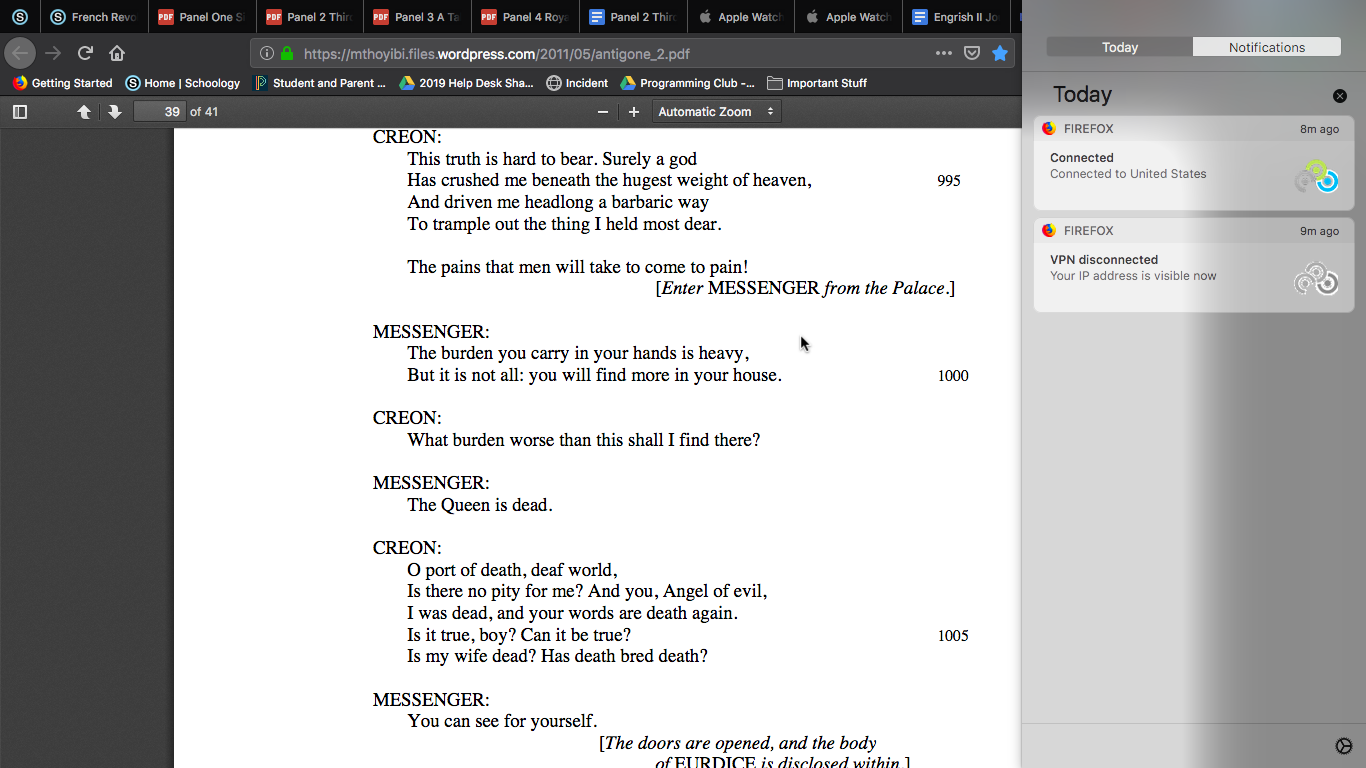 French Revo
Panel One S
Panel 2 Thir
Panel 3 A Ta
Panel 4 Roya
Panel 2 Thir
Apple Watch
Apple Watch
Engrish II Jo
https://mthoyibi.files.wordpress.com/2011/05/antigone_2.pdf
Getting Started
Home | Schoology
Student and Parent ...
2019 Help Desk Sha...
Incident
Programming Club -...
Important Stuff
39 of 41
Automatic Zoom
CREON:
This truth is hard to bear. Surely a god
Has crushed me beneath the hugest weight of heaven, 995
And driven me headlong a barbaric way
To trample out the thing I held most dear.
The pains that men will take to come to pain!
[Enter MESSENGER from the Palace.]
MESSENGER:
The burden you carry in your hands is heavy,
But it is not all: you will find more in your house. 1000
CREON:
What burden worse than this shall I find there?
MESSENGER:
The Queen is dead.
CREON:
O port of death, deaf world,
Is there no pity for me? And you, Angel of evil,
I was dead, and your words are death again.
Is it true, boy? Can it be true? 1005
Is my wife dead? Has death bred death?
MESSENGER:
You can see for yourself.
[The doors are opened, and the body
of EURDICE is disclosed within.]
Today
Notifications
Today
FIREFOX 8m ago
Connected
Connected to United States
FIREFOX 9m ago
VPN disconnected
Your IP address is visible now